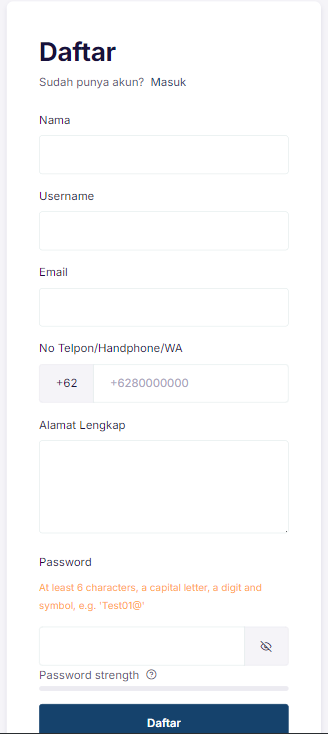 Daftar
Sudah punya akun? Masuk
Nama
Username
Email
No Telpon/Handphone/WA
+62 +6280000000
Alamat Lengkap
Password
At least 6 characters, a capital letter, a digit and
symbol, e.g. 'Test01@'
Password strength
Daftar